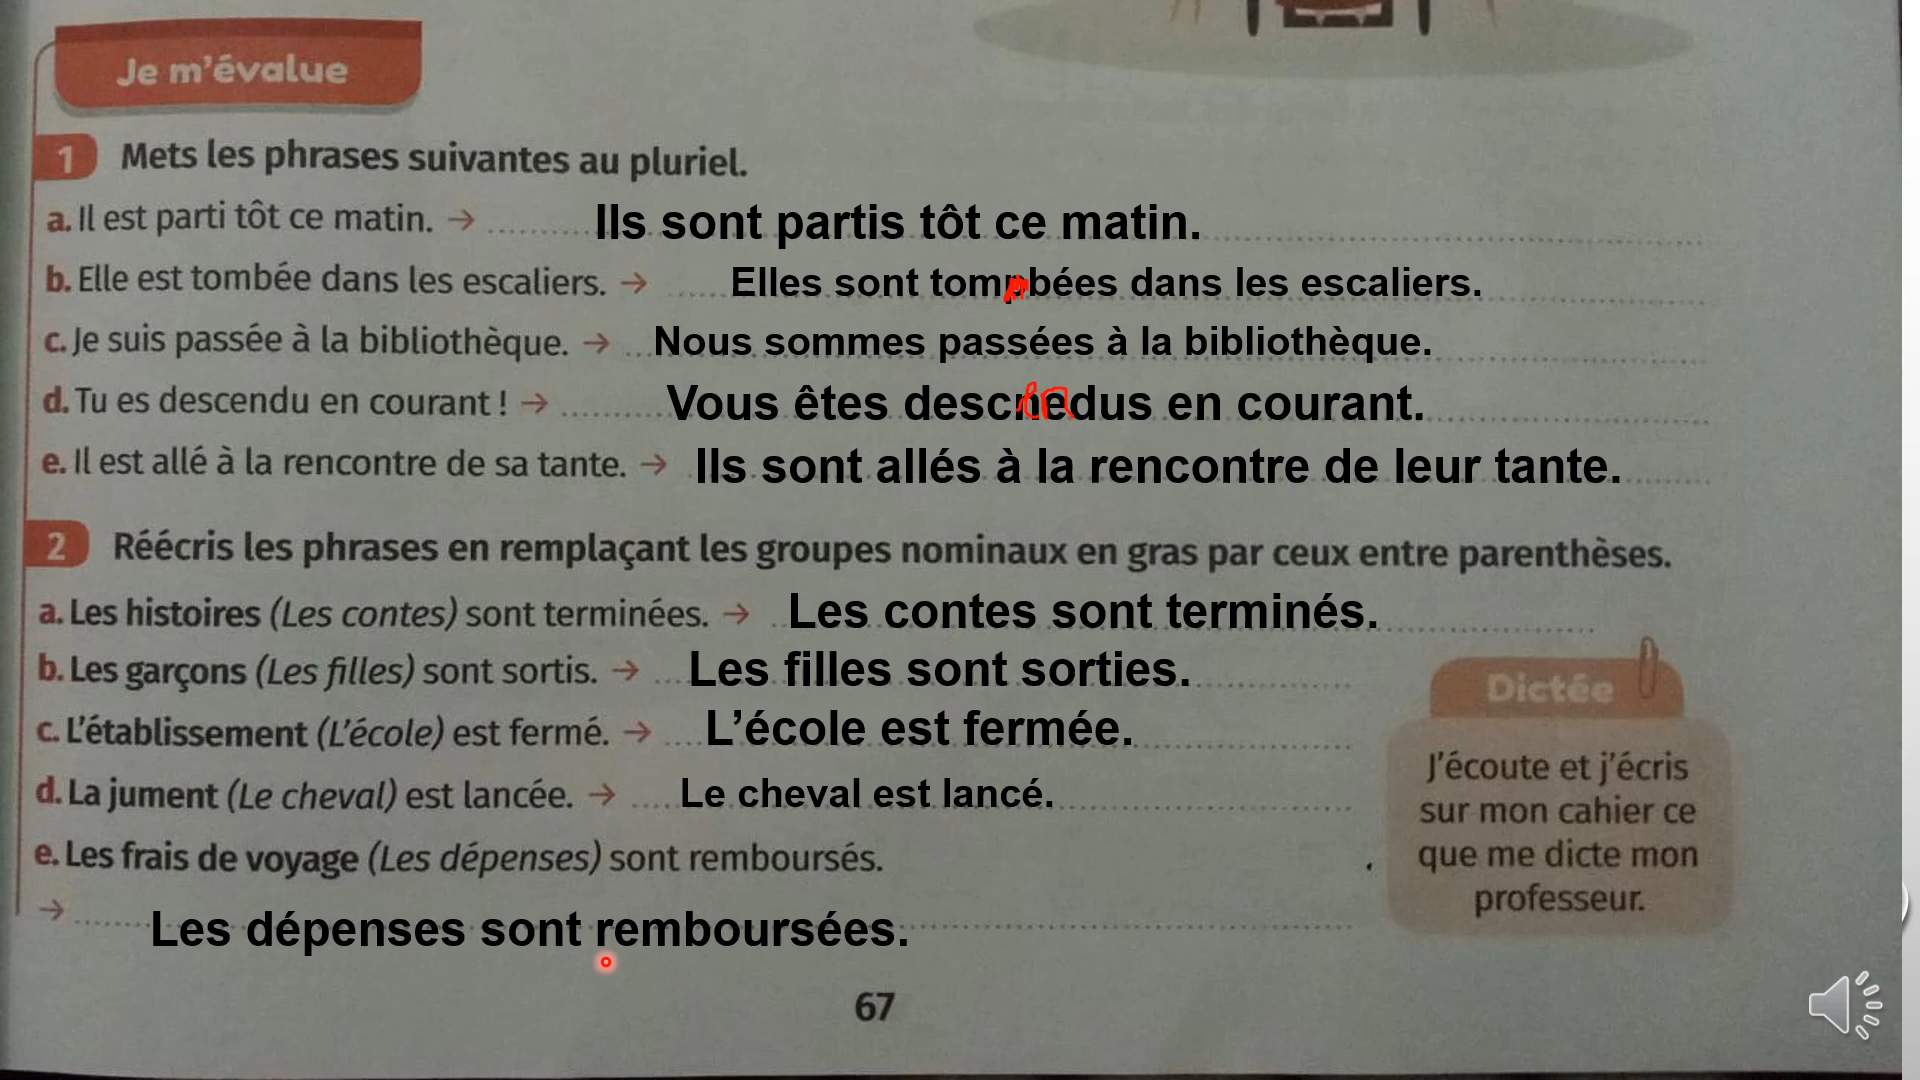 Je m'évalue
1 Mets les phrases suivantes au pluriel.
a. Il est parti tôt ce matin. → Ils sont partis tôt ce matin.
b. Elle est tombée dans les escaliers. → Elles sont tompbées dans les escaliers.
c. Je suis passée à la bibliothèque. → Nous sommes passées à la bibliothèque.
d. Tu es descendu en courant ! → Vous êtes descnedus en courant.
e. Il est allé à la rencontre de sa tante. → Ils sont allés à la rencontre de leur tante.
2 Réécris les phrases en remplaçant les groupes nominaux en gras par ceux entre parenthèses.
a. Les histoires (Les contes) sont terminées. → Les contes sont terminés.
b. Les garçons (Les filles) sont sortis. → Les filles sont sorties.
c. L'établissement (L'école) est fermé. → L’école est fermée.
d. La jument (Le cheval) est lancée. → Le cheval est lancé.
e. Les frais de voyage (Les dépenses) sont remboursés.
→ Les dépenses sont remboursées.
Dictée
J'écoute et j'écris
sur mon cahier ce
que me dicte mon
professeur.
67